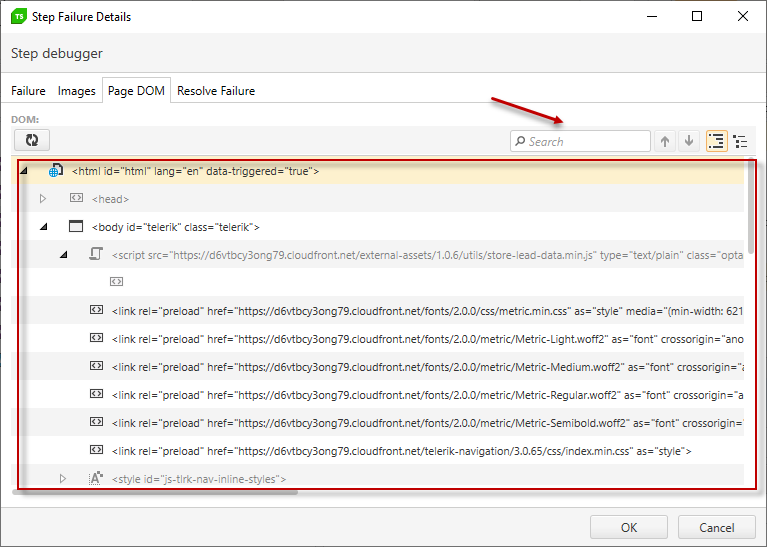 TS Step Failure Details
Step debugger
Failure Images Page DOM Resolve Failure
DOM:
Search
<html id="html" lang="en" data-triggered="true">
<head>
<body id="telerik" class="telerik">
<script src="https://d6vtbcy3ong79.cloudfront.net/external-assets/1.0.6/utils/store-lead-data.min.js" type="text/plain" class="opta
<link rel="preload" href="https://d6vtbcy3ong79.cloudfront.net/fonts/2.0.0/css/metric.min.css" as="style" media="(min-width: 621
<link rel="preload" href="https://d6vtbcy3ong79.cloudfront.net/fonts/2.0.0/metric/Metric-Light.woff2" as="font" crossorigin="ano
<link rel="preload" href="https://d6vtbcy3ong79.cloudfront.net/fonts/2.0.0/metric/Metric-Medium.woff2" as="font" crossorigin="a
<link rel="preload" href="https://d6vtbcy3ong79.cloudfront.net/fonts/2.0.0/metric/Metric-Regular.woff2" as="font" crossorigin="a
<link rel="preload" href="https://d6vtbcy3ong79.cloudfront.net/fonts/2.0.0/metric/Metric-Semibold.woff2" as="font" crossorigin=
<link rel="preload" href="https://d6vtbcy3ong79.cloudfront.net/telerik-navigation/3.0.65/css/index.min.css" as="style">
<style id="js-tlrk-nav-inline-styles">
OK Cancel